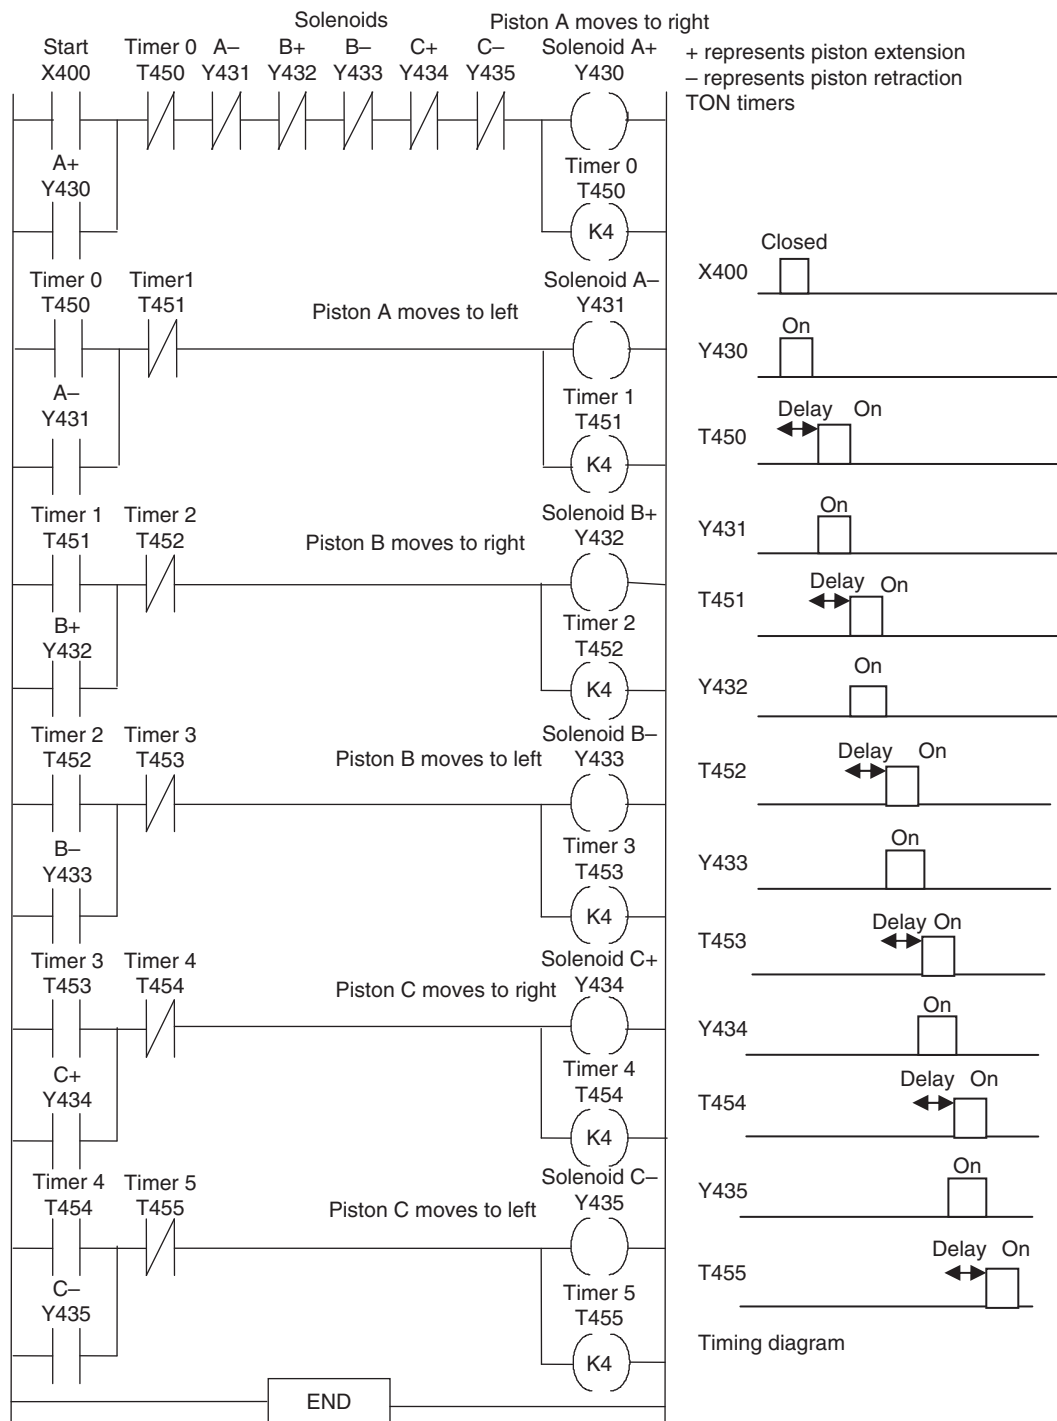 Solenoids
Piston A moves to right
Start
Timer 0
A–
B+
B–
C+
C–
Solenoid A+
X400
T450
Y431
Y432
Y433
Y434
Y435
Y430
+ represents piston extension
– represents piston retraction
TON timers
A+
Y430
Timer 0
T450
K4
Timer 0
T450
Timer1
T451
Piston A moves to left
Solenoid A–
Y431
A–
Y431
Timer 1
T451
K4
Timer 1
T451
Timer 2
T452
Piston B moves to right
Solenoid B+
Y432
B+
Y432
Timer 2
T452
K4
Timer 2
T452
Timer 3
T453
Piston B moves to left
Solenoid B–
Y433
B–
Y433
Timer 3
T453
K4
Timer 3
T453
Timer 4
T454
Piston C moves to right
Solenoid C+
Y434
C+
Y434
Timer 4
T454
K4
Timer 4
T454
Timer 5
T455
Piston C moves to left
Solenoid C–
Y435
C–
Y435
Timer 5
T455
K4
END
Closed
X400
On
Y430
Delay On
T450
On
Y431
Delay On
T451
On
Y432
Delay On
T452
On
Y433
Delay On
T453
On
Y434
Delay On
T454
On
Y435
Delay On
T455
Timing diagram